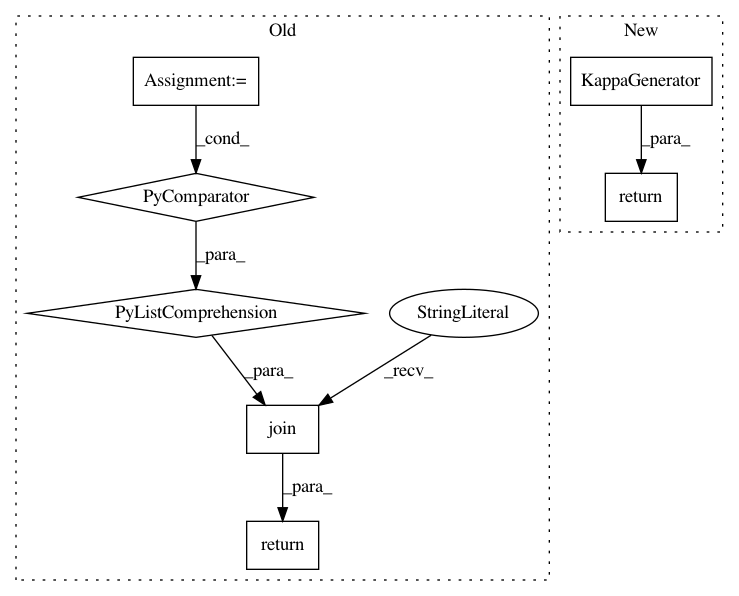 Old
New
Assignment:=
KappaGenerator
_cond_
_para_
PyComparator
return
_para_
PyListComprehension
StringLiteral
_para_
_recv_
join
_para_
return